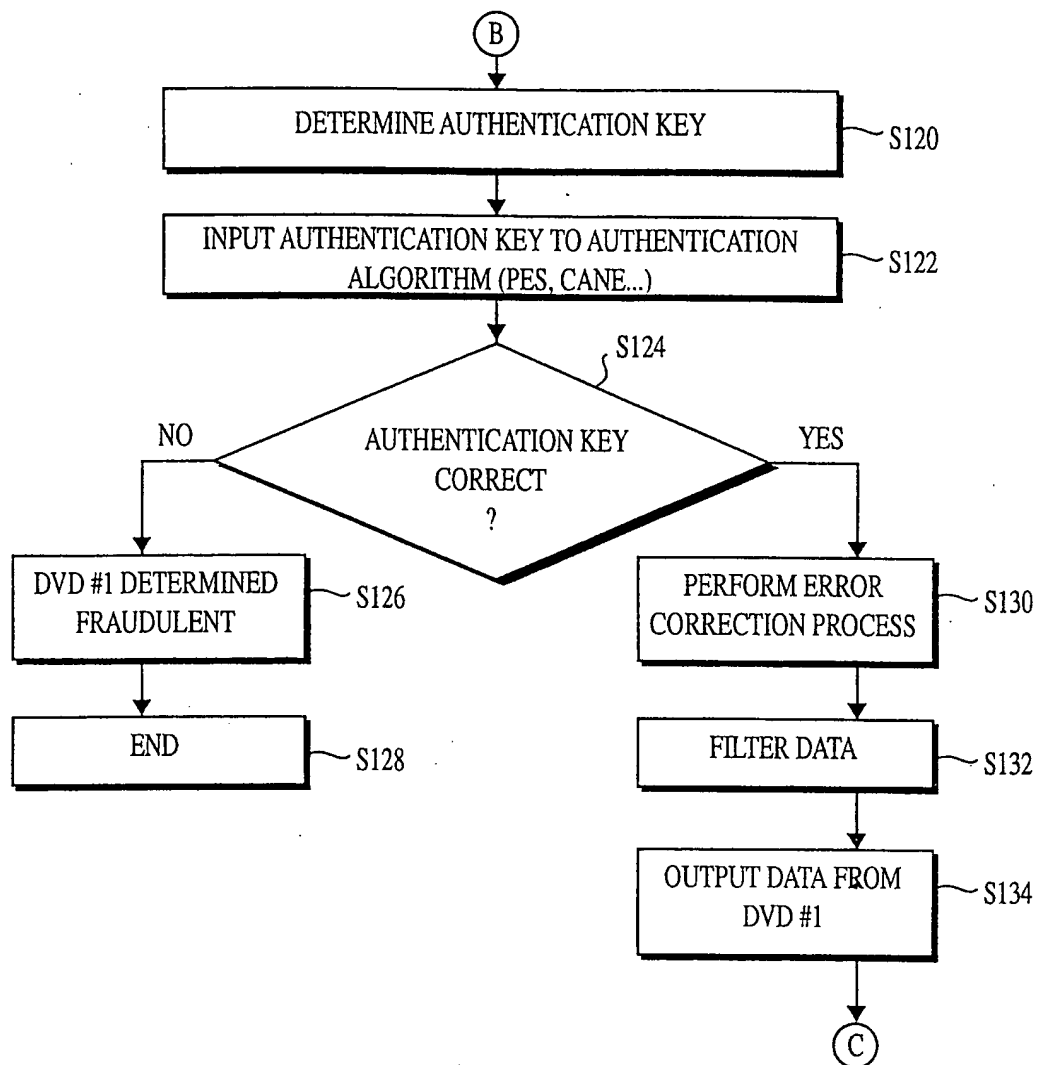 B
DETERMINE AUTHENTICATION KEY
S120
INPUT AUTHENTICATION KEY TO AUTHENTICATION
ALGORITHM (PES, CANE...)
S122
S124
AUTHENTICATION KEY
CORRECT
?
NO
YES
DVD #1 DETERMINED
FRAUDULENT
S126
PERFORM ERROR
CORRECTION PROCESS
S130
END
S128
FILTER DATA
S132
OUTPUT DATA FROM
DVD #1
S134
C